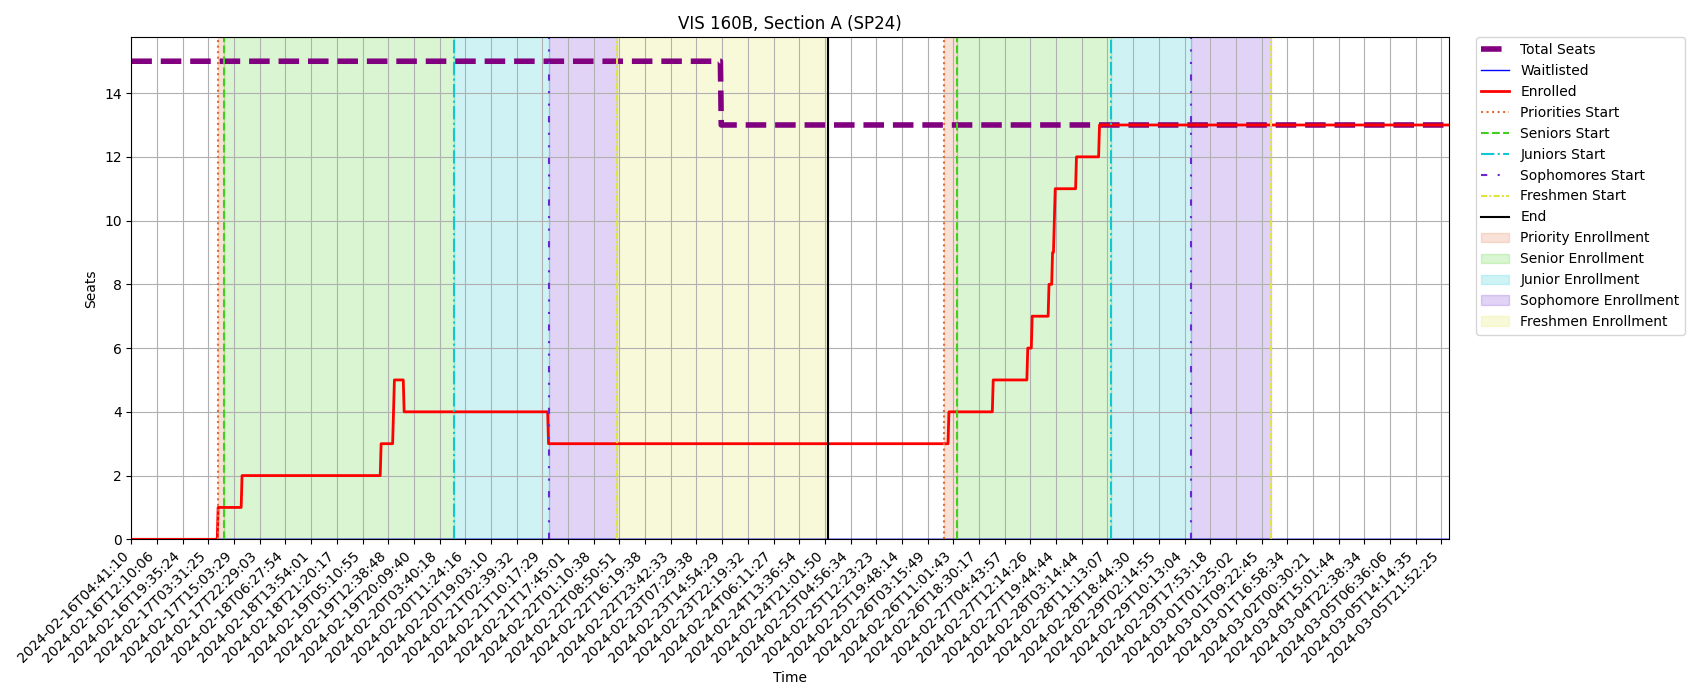 VIS 160B, Section A (SP24)
Seats
14
12
10
8
6
4
2
0
2024-02-16T04:41:10
2024-02-16T12:10:06
2024-02-16T19:35:24
2024-02-17T03:31:25
2024-02-17T15:03:29
2024-02-17T22:29:03
2024-02-18T06:27:54
2024-02-18T13:54:01
2024-02-18T21:20:17
2024-02-19T05:10:55
2024-02-19T12:38:48
2024-02-19T20:09:40
2024-02-20T03:40:18
2024-02-20T11:24:16
2024-02-20T19:03:10
2024-02-21T02:39:32
2024-02-21T10:17:29
2024-02-21T17:45:01
2024-02-22T01:10:38
2024-02-22T08:50:51
2024-02-22T16:19:38
2024-02-22T23:42:33
2024-02-23T07:29:38
2024-02-23T14:54:29
2024-02-23T22:19:32
2024-02-24T06:11:27
2024-02-24T13:36:54
2024-02-24T21:01:50
2024-02-25T04:56:34
2024-02-25T12:23:23
2024-02-25T19:48:14
2024-02-26T03:15:49
2024-02-26T11:01:43
2024-02-26T18:30:17
2024-02-27T04:43:57
2024-02-27T12:14:26
2024-02-27T19:44:44
2024-02-28T03:14:44
2024-02-28T11:13:07
2024-02-28T18:44:30
2024-02-29T02:14:55
2024-02-29T10:13:04
2024-02-29T17:53:18
2024-03-01T01:25:02
2024-03-01T09:22:45
2024-03-01T16:58:34
2024-03-02T00:30:21
2024-03-04T15:01:44
2024-03-04T22:38:34
2024-03-05T06:36:06
2024-03-05T14:14:35
2024-03-05T21:52:25
Time
Total Seats
Waitlisted
Enrolled
Priorities Start
Seniors Start
Juniors Start
Sophomores Start
Freshmen Start
End
Priority Enrollment
Senior Enrollment
Junior Enrollment
Sophomore Enrollment
Freshmen Enrollment